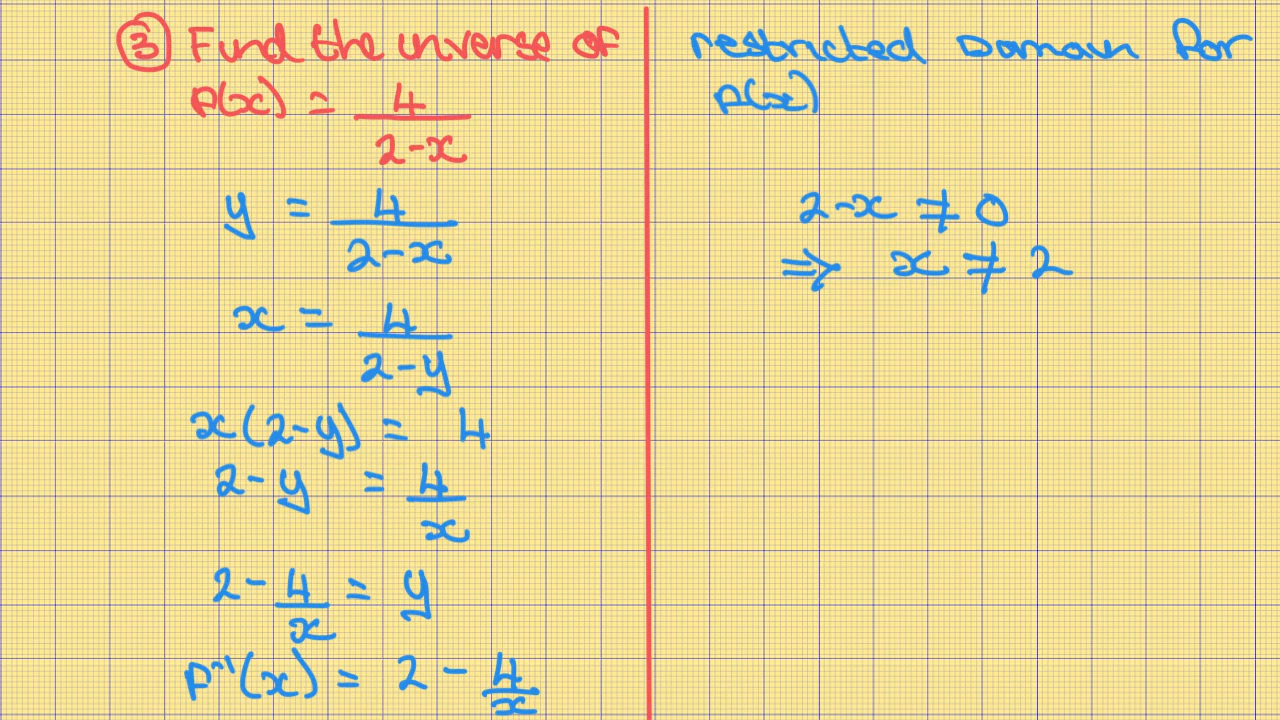 ③ Find the inverse of
f(x) = 4/(2-x)
y = 4/(2-x)
x = 4/(2-y)
x(2-y) = 4
2-y = 4/x
2-4/x = y
f⁻¹(x) = 2 - 4/x
restricted Domain for
f(x)
2-x ≠ 0
⇒ x ≠ 2